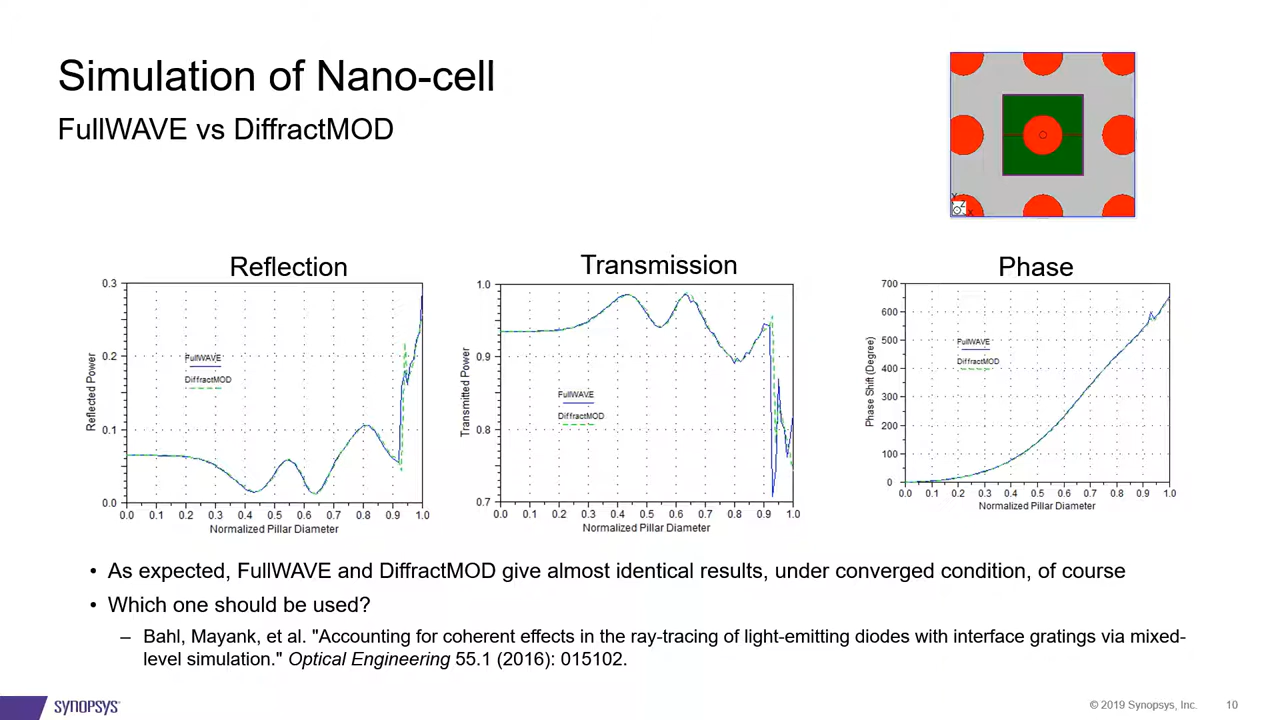 Simulation of Nano-cell
FullWAVE vs DiffractMOD
Y
Z
X
Reflection
0.3
0.2
0.1
0.0
Reflected Power
FullWAVE
DiffractMOD
0.0 0.1 0.2 0.3 0.4 0.5 0.6 0.7 0.8 0.9 1.0
Normalized Pillar Diameter
Transmission
1.0
0.9
0.8
0.7
Transmitted Power
FullWAVE
DiffractMOD
0.0 0.1 0.2 0.3 0.4 0.5 0.6 0.7 0.8 0.9 1.0
Normalized Pillar Diameter
Phase
700
600
500
400
300
200
100
0
Phase Shift (Degree)
FullWAVE
DiffractMOD
0.0 0.1 0.2 0.3 0.4 0.5 0.6 0.7 0.8 0.9 1.0
Normalized Pillar Diameter
• As expected, FullWAVE and DiffractMOD give almost identical results, under converged condition, of course
• Which one should be used?
– Bahl, Mayank, et al. "Accounting for coherent effects in the ray-tracing of light-emitting diodes with interface gratings via mixed-
level simulation." Optical Engineering 55.1 (2016): 015102.
SYNOPSYS®
© 2019 Synopsys, Inc. 10